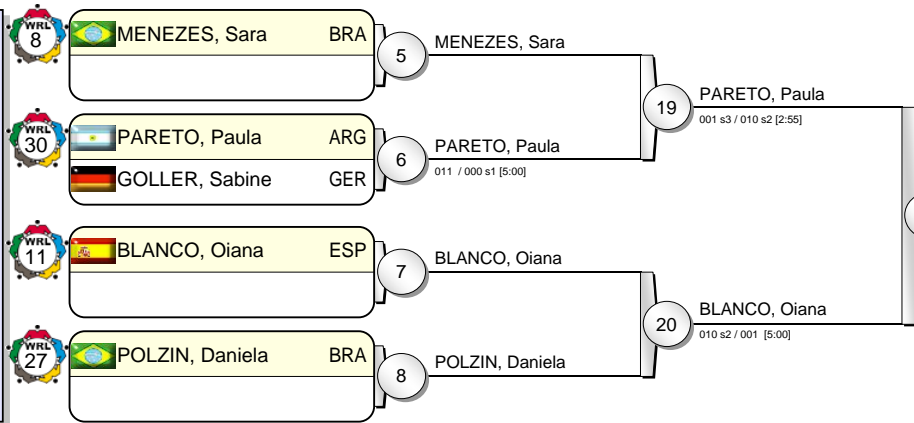 WRL
8
MENEZES, Sara BRA
5
MENEZES, Sara
WRL
30
PARETO, Paula ARG
GOLLER, Sabine GER
6
PARETO, Paula
011 / 000 s1 [5:00]
19
PARETO, Paula
001 s3 / 010 s2 [2:55]
WRL
11
BLANCO, Oiana ESP
7
BLANCO, Oiana
WRL
27
POLZIN, Daniela BRA
8
POLZIN, Daniela
20
BLANCO, Oiana
010 s2 / 001 [5:00]